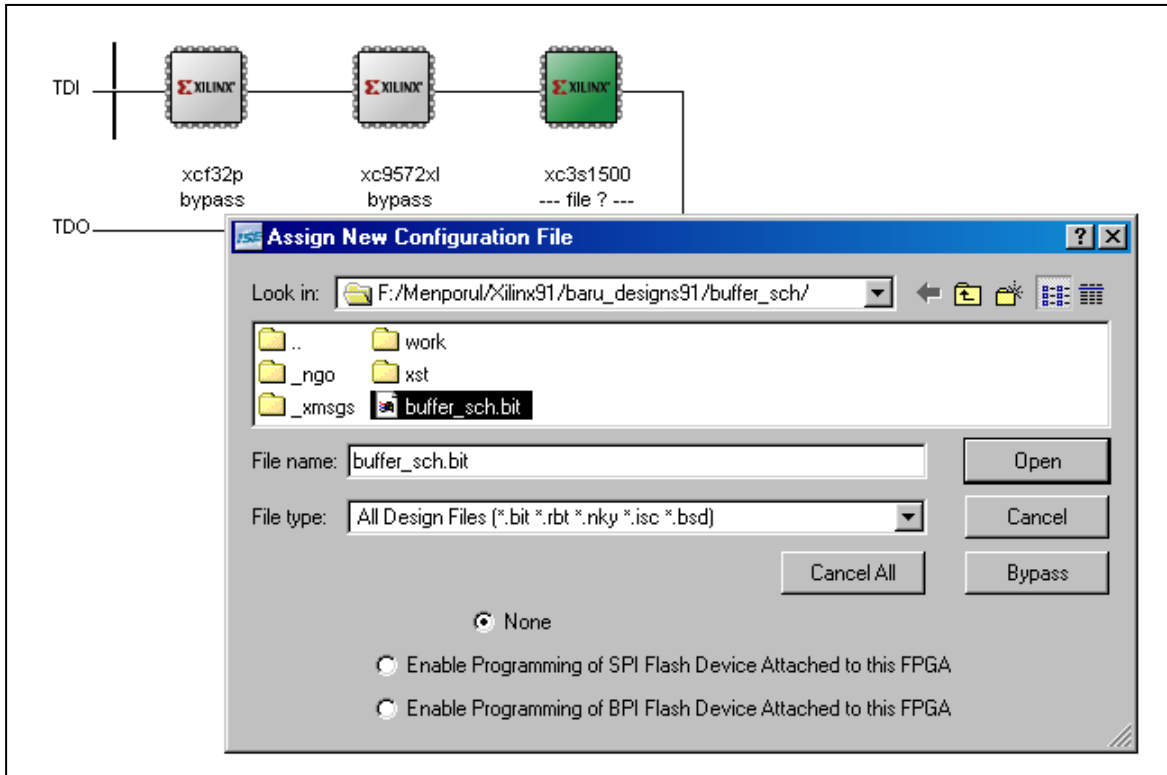 TDI
XILINX XILINX XILINX
xcf32p xc9572xl xc3s1500
bypass bypass --- file ? ---
TDO
ISE Assign New Configuration File
Look in: F:/Menporul/Xilinx91/baru_designs91/buffer_sch/
.. work
_ngo xst
_xmsgs buffer_sch.bit
File name: buffer_sch.bit Open
File type: All Design Files (*.bit *.rbt *.nky *.isc *.bsd) Cancel
Cancel All Bypass
None
Enable Programming of SPI Flash Device Attached to this FPGA
Enable Programming of BPI Flash Device Attached to this FPGA